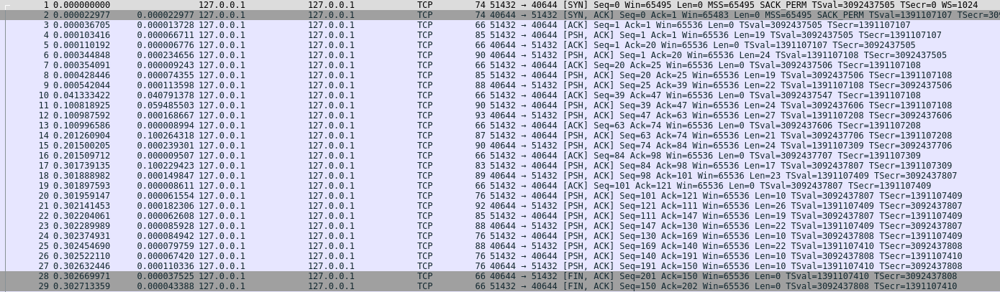 1 0.000000000 127.0.0.1 127.0.0.1 TCP 74 51432 → 40644 [SYN] Seq=0 Win=65495 Len=0 MSS=65495 SACK_PERM TSval=3092437505 TSecr=0 WS=1024
2 0.000022977 0.000022977 127.0.0.1 127.0.0.1 TCP 74 40644 → 51432 [SYN, ACK] Seq=0 Ack=1 Win=65483 Len=0 MSS=65495 SACK_PERM TSval=1391107107 TSecr=309
3 0.000036705 0.000013728 127.0.0.1 127.0.0.1 TCP 66 51432 → 40644 [ACK] Seq=1 Ack=1 Win=65536 Len=0 TSval=3092437505 TSecr=1391107107
4 0.000103416 0.000066711 127.0.0.1 127.0.0.1 TCP 85 51432 → 40644 [PSH, ACK] Seq=1 Ack=1 Win=65536 Len=19 TSval=3092437505 TSecr=1391107107
5 0.000110192 0.000006776 127.0.0.1 127.0.0.1 TCP 66 40644 → 51432 [ACK] Seq=1 Ack=20 Win=65536 Len=0 TSval=1391107107 TSecr=3092437505
6 0.000344848 0.000234656 127.0.0.1 127.0.0.1 TCP 90 40644 → 51432 [PSH, ACK] Seq=1 Ack=20 Win=65536 Len=24 TSval=1391107108 TSecr=3092437505
7 0.000354091 0.000009243 127.0.0.1 127.0.0.1 TCP 66 51432 → 40644 [ACK] Seq=20 Ack=25 Win=65536 Len=0 TSval=3092437506 TSecr=1391107108
8 0.000428446 0.000074355 127.0.0.1 127.0.0.1 TCP 85 51432 → 40644 [PSH, ACK] Seq=20 Ack=25 Win=65536 Len=19 TSval=3092437506 TSecr=1391107108
9 0.000542044 0.000113598 127.0.0.1 127.0.0.1 TCP 88 40644 → 51432 [PSH, ACK] Seq=25 Ack=39 Win=65536 Len=22 TSval=1391107108 TSecr=3092437506
10 0.041333422 0.040791378 127.0.0.1 127.0.0.1 TCP 66 51432 → 40644 [ACK] Seq=39 Ack=47 Win=65536 Len=0 TSval=3092437547 TSecr=1391107108
11 0.100818925 0.059485503 127.0.0.1 127.0.0.1 TCP 90 51432 → 40644 [PSH, ACK] Seq=39 Ack=47 Win=65536 Len=24 TSval=3092437606 TSecr=1391107108
12 0.100987592 0.000168667 127.0.0.1 127.0.0.1 TCP 93 40644 → 51432 [PSH, ACK] Seq=47 Ack=63 Win=65536 Len=27 TSval=1391107208 TSecr=3092437606
13 0.100996586 0.000008994 127.0.0.1 127.0.0.1 TCP 66 51432 → 40644 [ACK] Seq=63 Ack=74 Win=65536 Len=0 TSval=3092437606 TSecr=1391107208
14 0.201260904 0.100264318 127.0.0.1 127.0.0.1 TCP 87 51432 → 40644 [PSH, ACK] Seq=63 Ack=74 Win=65536 Len=21 TSval=3092437706 TSecr=1391107208
15 0.201500205 0.000239301 127.0.0.1 127.0.0.1 TCP 90 40644 → 51432 [PSH, ACK] Seq=74 Ack=84 Win=65536 Len=24 TSval=1391107309 TSecr=3092437706
16 0.201509712 0.000009507 127.0.0.1 127.0.0.1 TCP 66 51432 → 40644 [ACK] Seq=84 Ack=98 Win=65536 Len=0 TSval=3092437707 TSecr=1391107309
17 0.301739135 0.100229423 127.0.0.1 127.0.0.1 TCP 83 51432 → 40644 [PSH, ACK] Seq=84 Ack=98 Win=65536 Len=17 TSval=3092437807 TSecr=1391107309
18 0.301888982 0.000149847 127.0.0.1 127.0.0.1 TCP 89 40644 → 51432 [PSH, ACK] Seq=98 Ack=101 Win=65536 Len=23 TSval=1391107409 TSecr=3092437807
19 0.301897593 0.000008611 127.0.0.1 127.0.0.1 TCP 66 51432 → 40644 [ACK] Seq=101 Ack=121 Win=65536 Len=0 TSval=3092437807 TSecr=1391107409
20 0.301959147 0.000061554 127.0.0.1 127.0.0.1 TCP 76 51432 → 40644 [PSH, ACK] Seq=101 Ack=121 Win=65536 Len=10 TSval=3092437807 TSecr=1391107409
21 0.302141453 0.000182306 127.0.0.1 127.0.0.1 TCP 92 40644 → 51432 [PSH, ACK] Seq=121 Ack=111 Win=65536 Len=26 TSval=1391107409 TSecr=3092437807
22 0.302204061 0.000062608 127.0.0.1 127.0.0.1 TCP 85 51432 → 40644 [PSH, ACK] Seq=111 Ack=147 Win=65536 Len=19 TSval=3092437807 TSecr=1391107409
23 0.302289989 0.000085928 127.0.0.1 127.0.0.1 TCP 88 40644 → 51432 [PSH, ACK] Seq=147 Ack=130 Win=65536 Len=22 TSval=1391107409 TSecr=3092437807
24 0.302374931 0.000084942 127.0.0.1 127.0.0.1 TCP 76 51432 → 40644 [PSH, ACK] Seq=130 Ack=169 Win=65536 Len=10 TSval=3092437808 TSecr=1391107409
25 0.302454690 0.000079759 127.0.0.1 127.0.0.1 TCP 88 40644 → 51432 [PSH, ACK] Seq=169 Ack=140 Win=65536 Len=22 TSval=1391107410 TSecr=3092437808
26 0.302522110 0.000067420 127.0.0.1 127.0.0.1 TCP 76 51432 → 40644 [PSH, ACK] Seq=140 Ack=191 Win=65536 Len=10 TSval=3092437808 TSecr=1391107410
27 0.302632446 0.000110336 127.0.0.1 127.0.0.1 TCP 76 40644 → 51432 [PSH, ACK] Seq=191 Ack=150 Win=65536 Len=10 TSval=1391107410 TSecr=3092437808
28 0.302669971 0.000037525 127.0.0.1 127.0.0.1 TCP 66 40644 → 51432 [FIN, ACK] Seq=201 Ack=150 Win=65536 Len=0 TSval=1391107410 TSecr=3092437808
29 0.302713359 0.000043388 127.0.0.1 127.0.0.1 TCP 66 51432 → 40644 [FIN, ACK] Seq=150 Ack=202 Win=65536 Len=0 TSval=3092437808 TSecr=1391107410